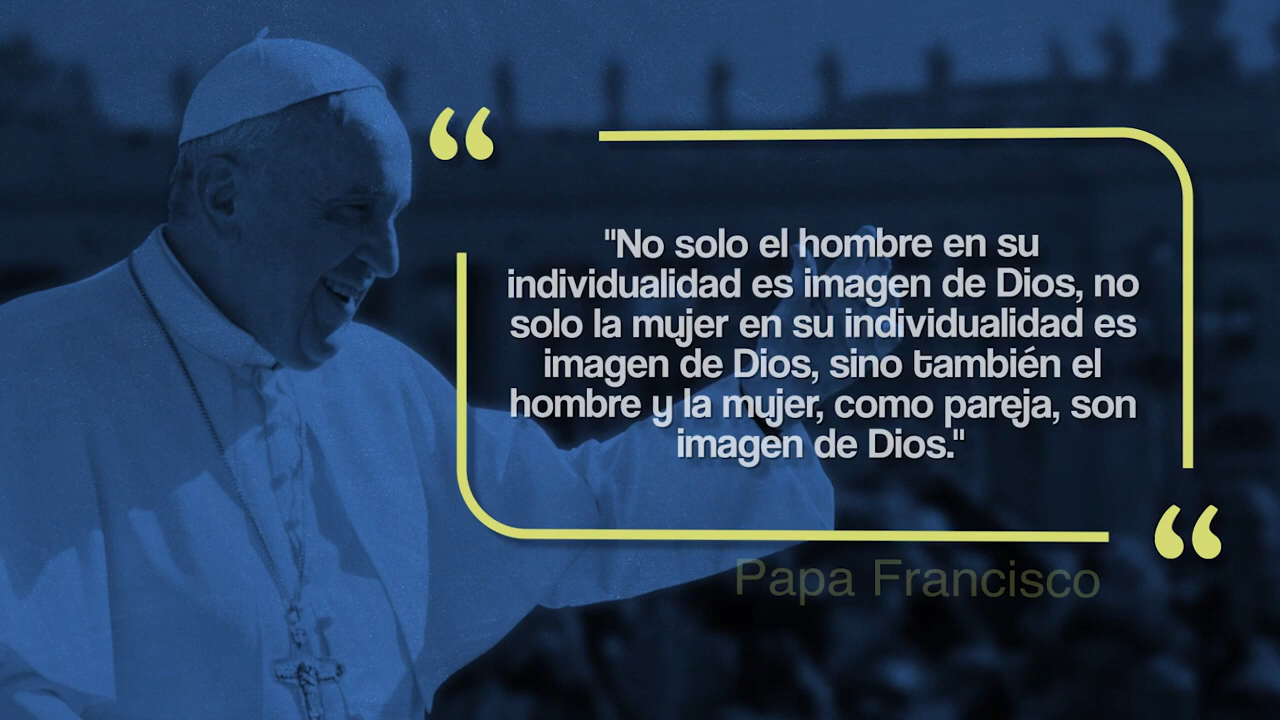 "No solo el hombre en su
individualidad es imagen de Dios, no
solo la mujer en su individualidad es
imagen de Dios, sino también el
hombre y la mujer, como pareja, son
imagen de Dios."
Papa Francisco